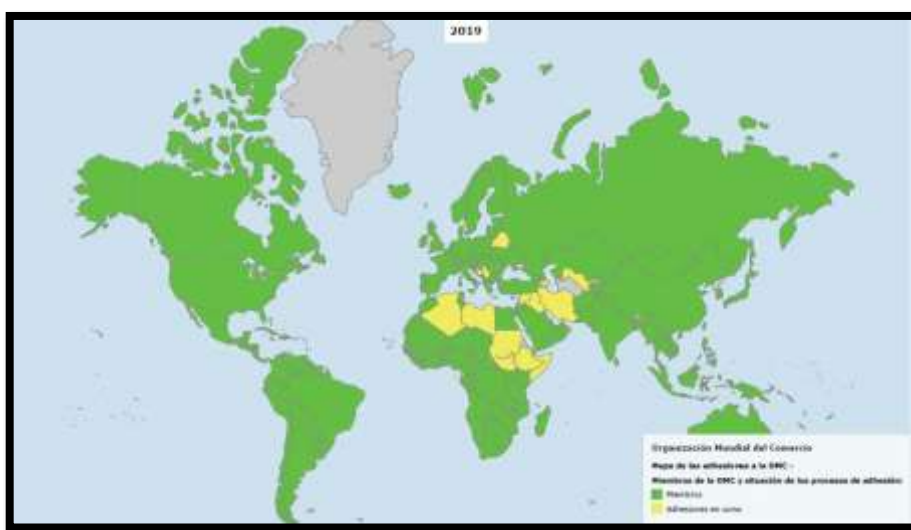 2019
Organización Mundial del Comercio
Mapa de las adhesiones a la OMC -
Miembros de la OMC y situación de los procesos de adhesión:
Miembros
Adhesiones en curso